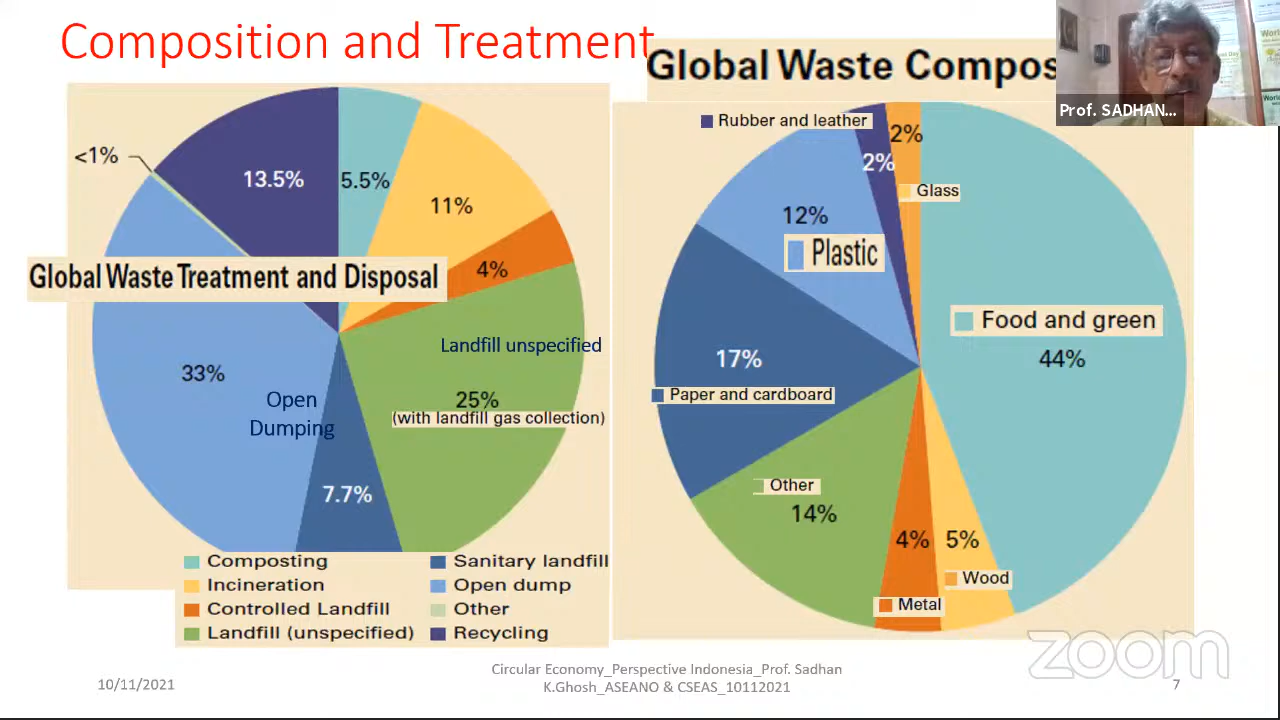 Composition and Treatment
Global Waste Compos
Prof. SADHAN...
<1%
13.5%
5.5%
11%
4%
Global Waste Treatment and Disposal
Landfill unspecified
33%
25%
(with landfill gas collection)
Open
Dumping
7.7%
Composting
Incineration
Controlled Landfill
Landfill (unspecified)
Sanitary landfill
Open dump
Other
Recycling
Rubber and leather
2%
2%
Glass
12%
Plastic
Food and green
44%
17%
Paper and cardboard
Other
14%
4%
5%
Wood
Metal
zoom
10/11/2021
Circular Economy_Perspective Indonesia_Prof. Sadhan
K.Ghosh_ASEANO & CSEAS_10112021
7